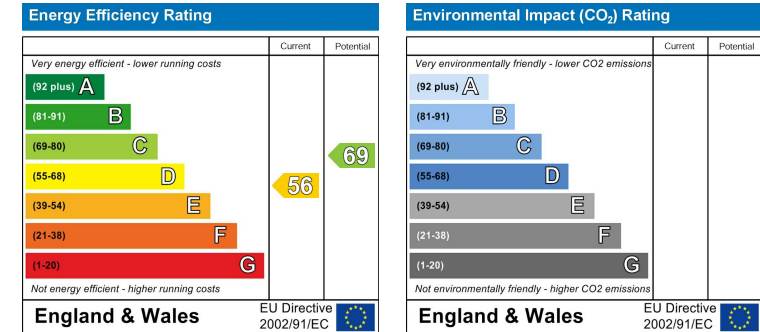 Energy Efficiency Rating
Current Potential
Very energy efficient - lower running costs
(92 plus) A
(81-91) B
(69-80) C
69
(55-68) D
56
(39-54) E
(21-38) F
(1-20) G
Not energy efficient - higher running costs
England & Wales
EU Directive
2002/91/EC
Environmental Impact (CO₂) Rating
Current Potential
Very environmentally friendly - lower CO2 emissions
(92 plus) A
(81-91) B
(69-80) C
(55-68) D
(39-54) E
(21-38) F
(1-20) G
Not environmentally friendly - higher CO2 emissions
England & Wales
EU Directive
2002/91/EC